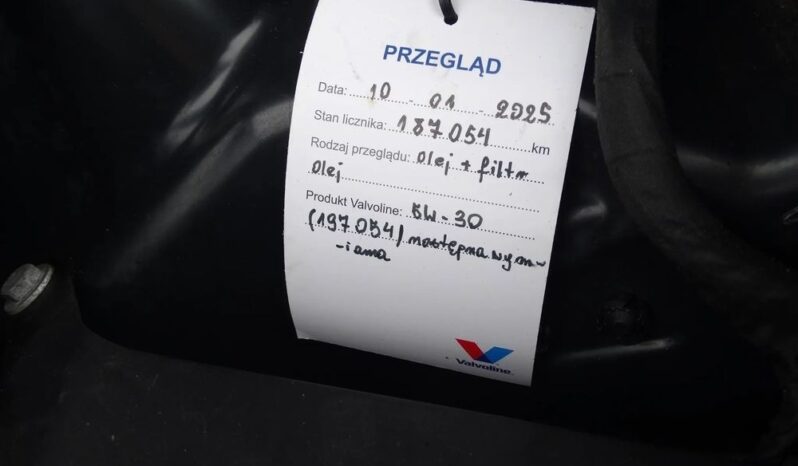 PRZEGLĄD
Data: 10 - 01 - 2025
Stan licznika: 187.054 km
Rodzaj przeglądu: olej + filtr
olej
Produkt Valvoline: 5W-30
(197.054) następna wym-
-iana
Valvoline